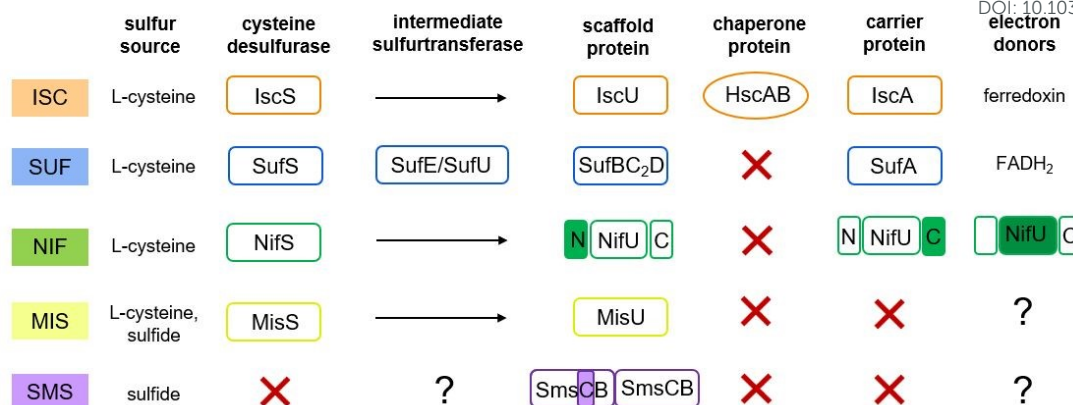 DOI: 10.103
sulfur source
cysteine desulfurase
intermediate sulfurtransferase
scaffold protein
chaperone protein
carrier protein
electron donors
ISC L-cysteine IscS IscU HscAB IscA ferredoxin
SUF L-cysteine SufS SufE/SufU SufBC₂D SufA FADH₂
NIF L-cysteine NifS N NifU C N NifU C NifU C
MIS L-cysteine, sulfide MisS MisU ?
SMS sulfide ? SmsCB SmsCB ?